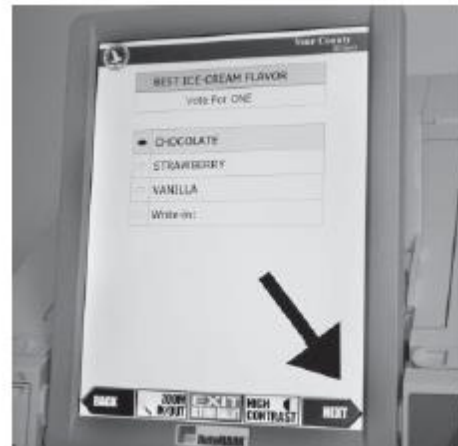 Your County
BEST ICE-CREAM FLAVOR
Vote For ONE
CHOCOLATE
STRAWBERRY
VANILLA
Write-in:
BACK
ZOOM IN/OUT
EXIT
HIGH CONTRAST
NEXT
AutoMARK